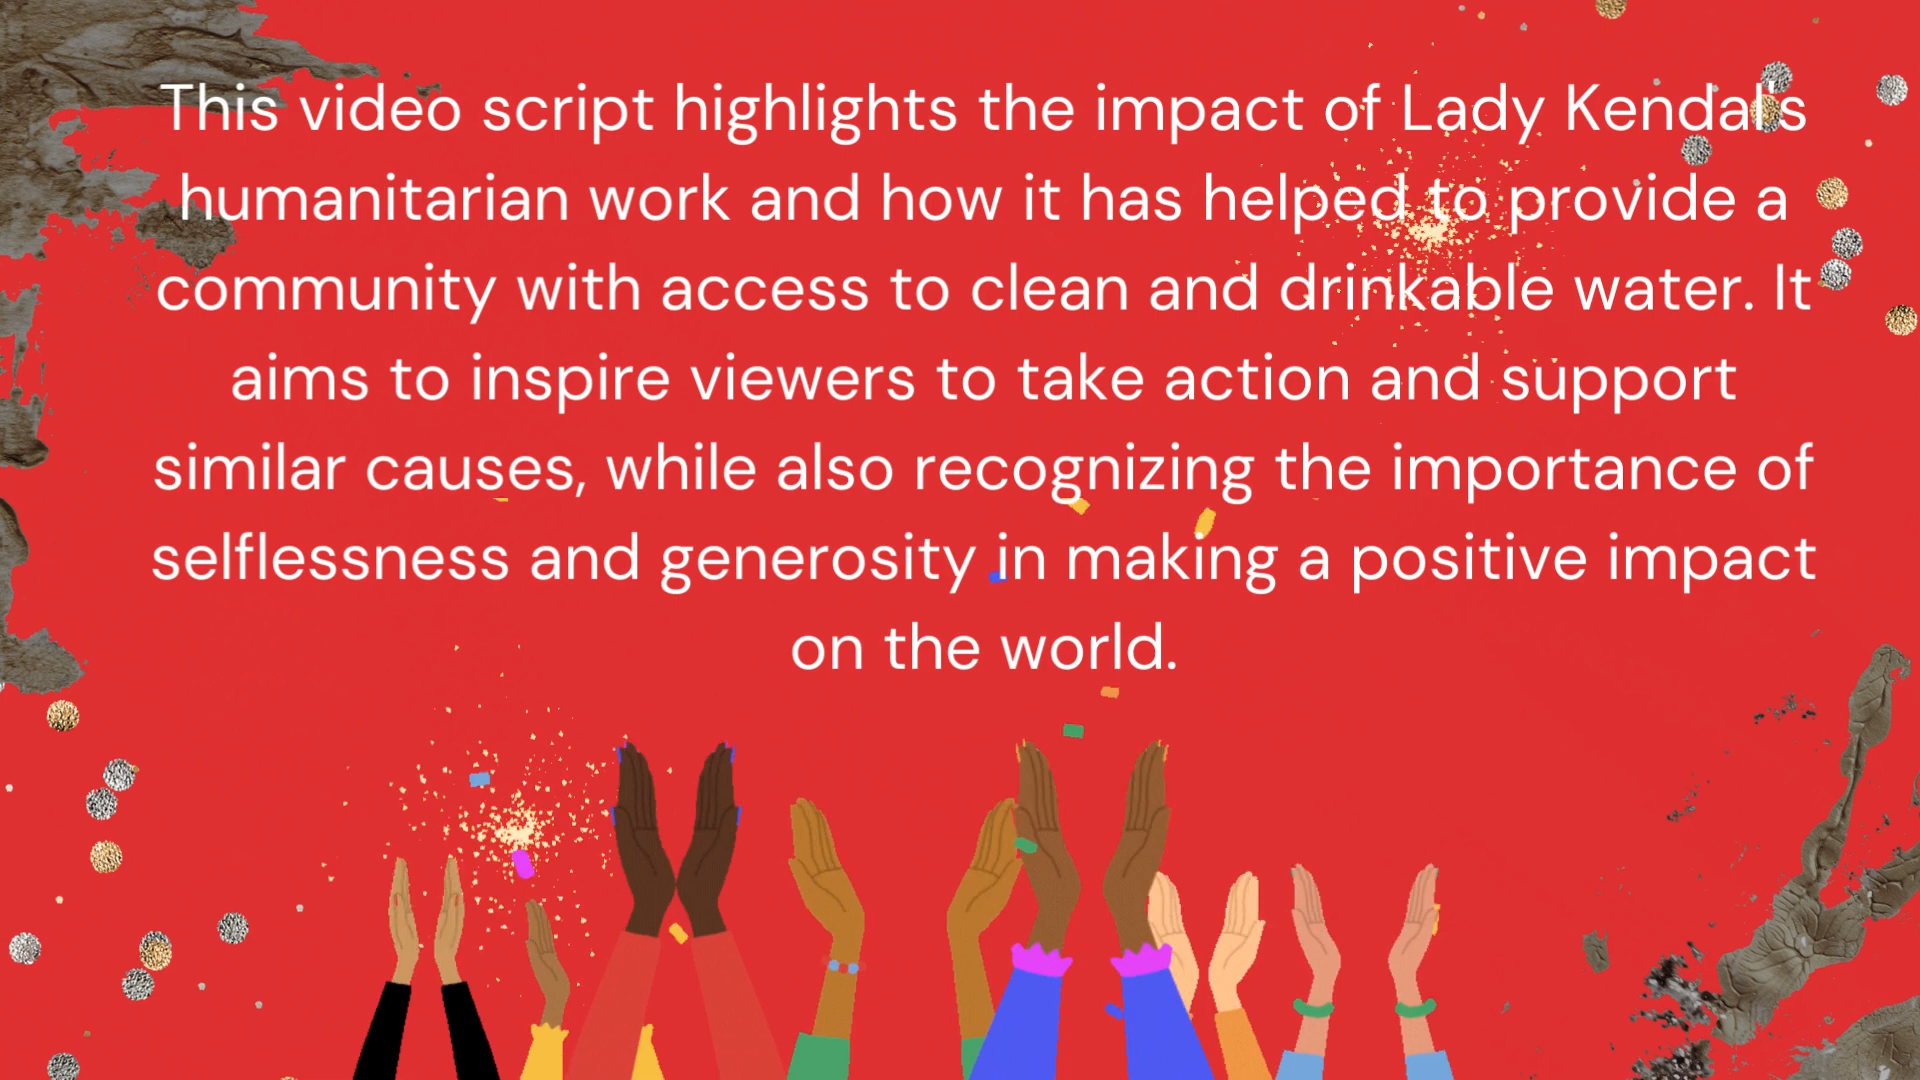 This video script highlights the impact of Lady Kendal's
humanitarian work and how it has helped to provide a
community with access to clean and drinkable water. It
aims to inspire viewers to take action and support
similar causes, while also recognizing the importance of
selflessness and generosity in making a positive impact
on the world.